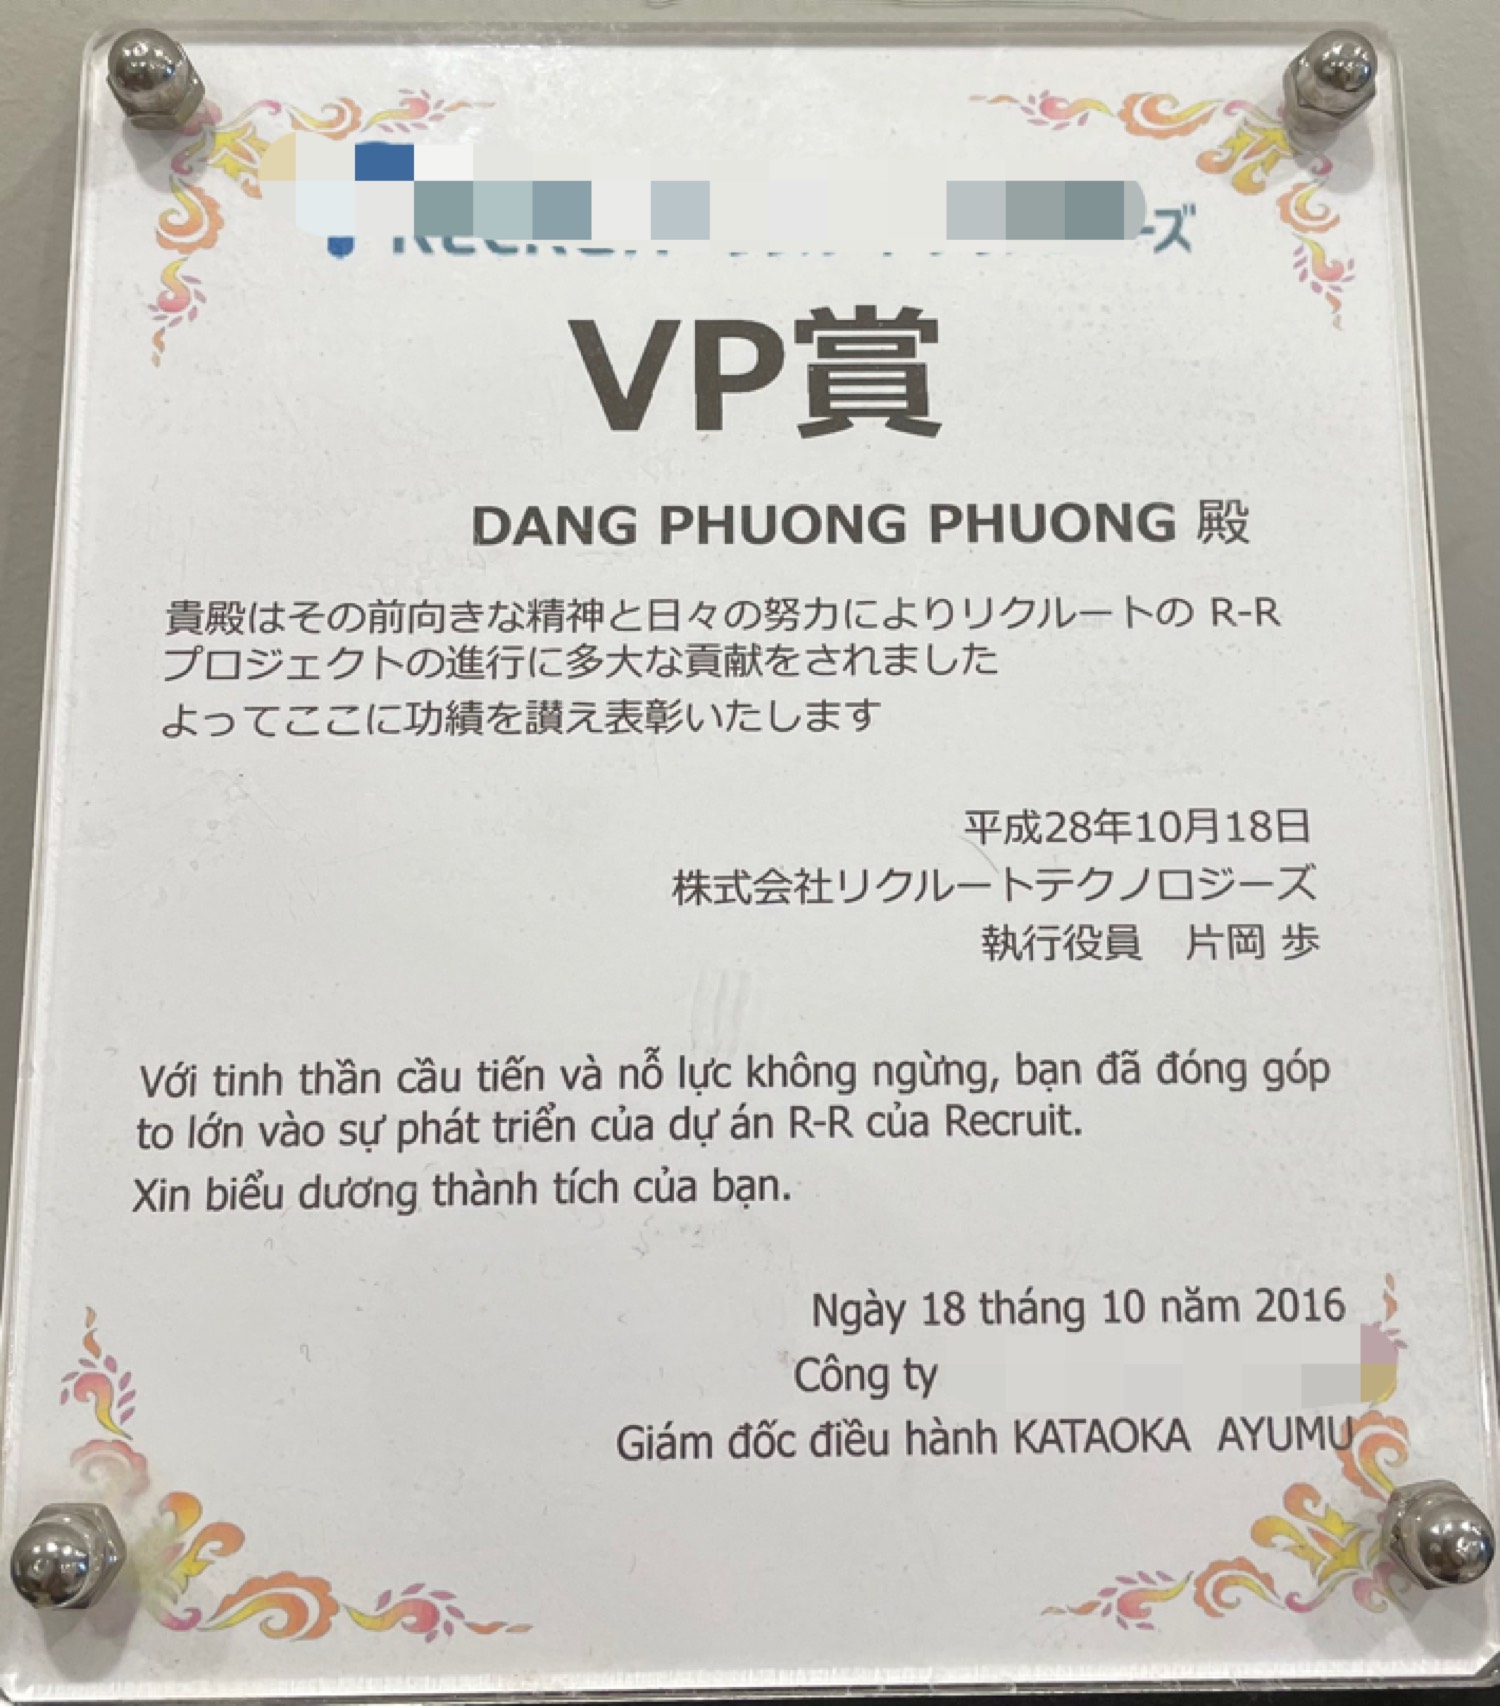 ーズ
VP賞
DANG PHUONG PHUONG 殿
貴殿はその前向きな精神と日々の努力によりリクルートの R-R
プロジェクトの進行に多大な貢献をされました
よってここに功績を讃え表彰いたします
平成28年10月18日
株式会社リクルートテクノロジーズ
執行役員　片岡 歩
Với tinh thần cầu tiến và nỗ lực không ngừng, bạn đã đóng góp
to lớn vào sự phát triển của dự án R-R của Recruit.
Xin biểu dương thành tích của bạn.
Ngày 18 tháng 10 năm 2016
Công ty
Giám đốc điều hành KATAOKA AYUMU